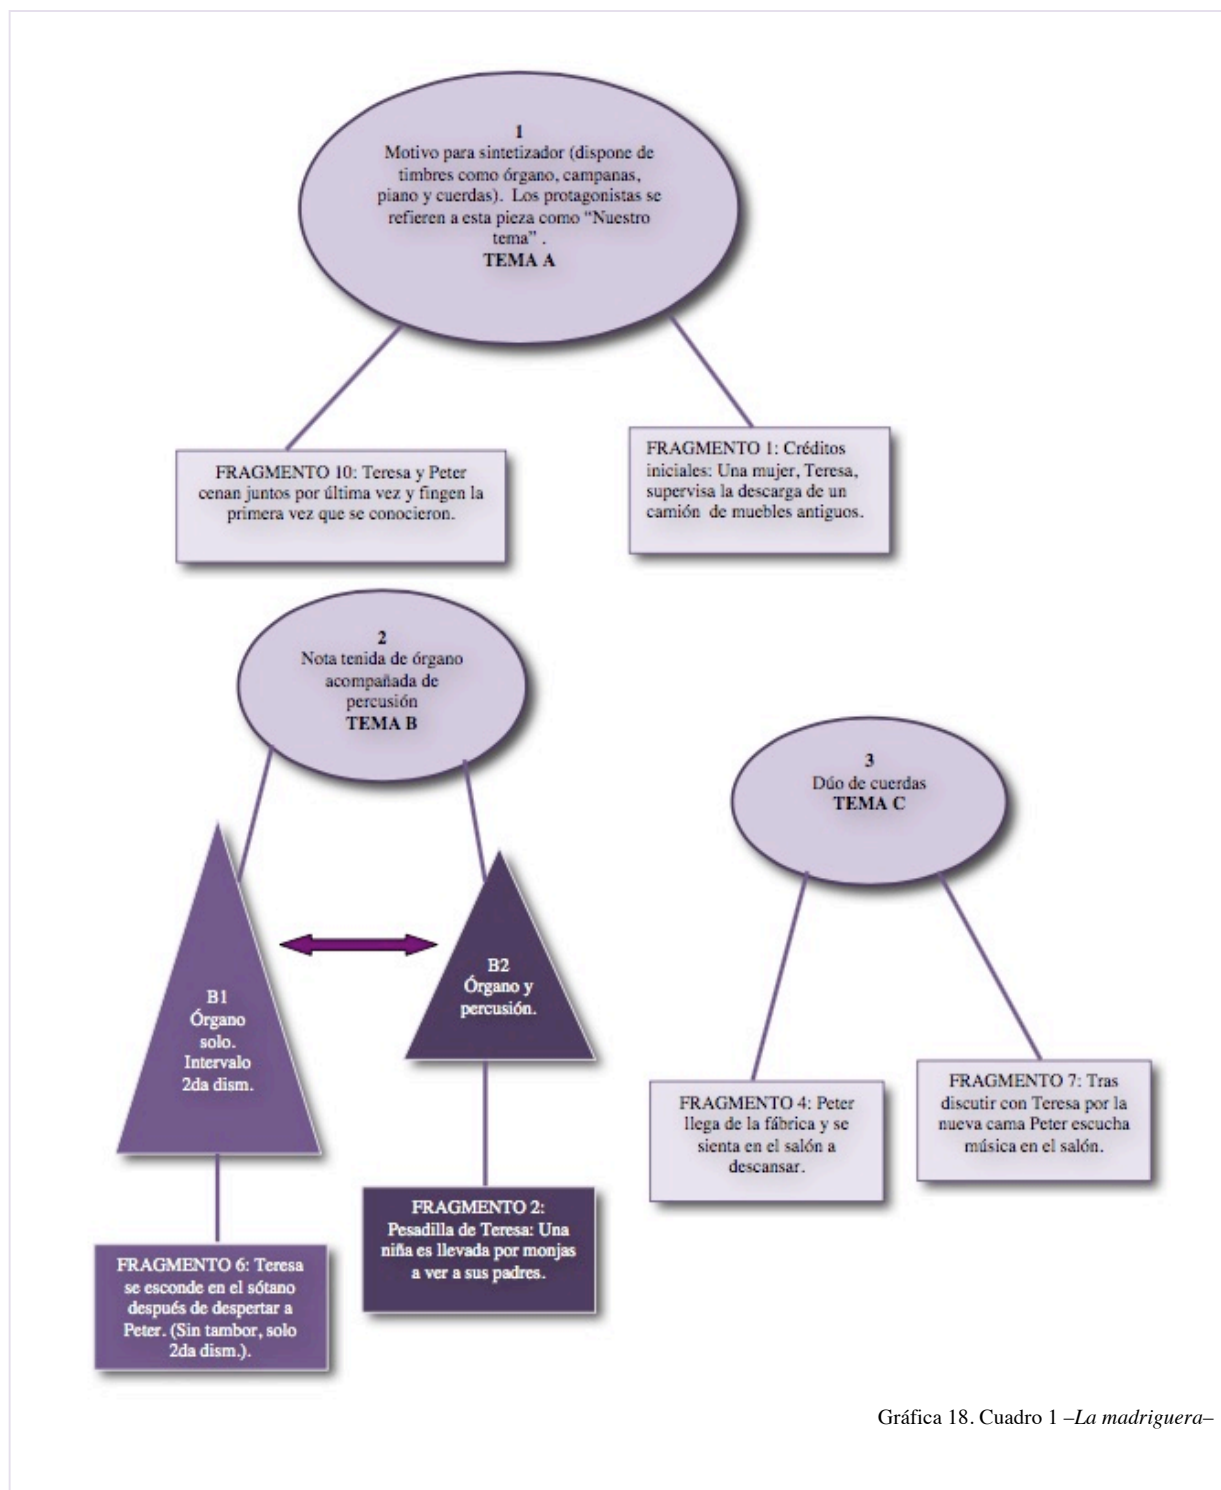 1
Motivo para sintetizador (dispone de
timbres como órgano, campanas,
piano y cuerdas). Los protagonistas se
refieren a esta pieza como “Nuestro
tema” .
TEMA A
FRAGMENTO 10: Teresa y Peter
cenan juntos por última vez y fingen la
primera vez que se conocieron.
FRAGMENTO 1: Créditos
iniciales: Una mujer, Teresa,
supervisa la descarga de un
camión de muebles antiguos.
2
Nota tenida de órgano
acompañada de
percusión
TEMA B
3
Dúo de cuerdas
TEMA C
B1
Órgano
solo.
Intervalo
2da dism.
B2
Órgano y
percusión.
FRAGMENTO 4: Peter
llega de la fábrica y se
sienta en el salón a
descansar.
FRAGMENTO 7: Tras
discutir con Teresa por la
nueva cama Peter escucha
música en el salón.
FRAGMENTO 6: Teresa
se esconde en el sótano
después de despertar a
Peter. (Sin tambor, solo
2da dism.).
FRAGMENTO 2:
Pesadilla de Teresa: Una
niña es llevada por monjas
a ver a sus padres.
Gráfica 18. Cuadro 1 –La madriguera–